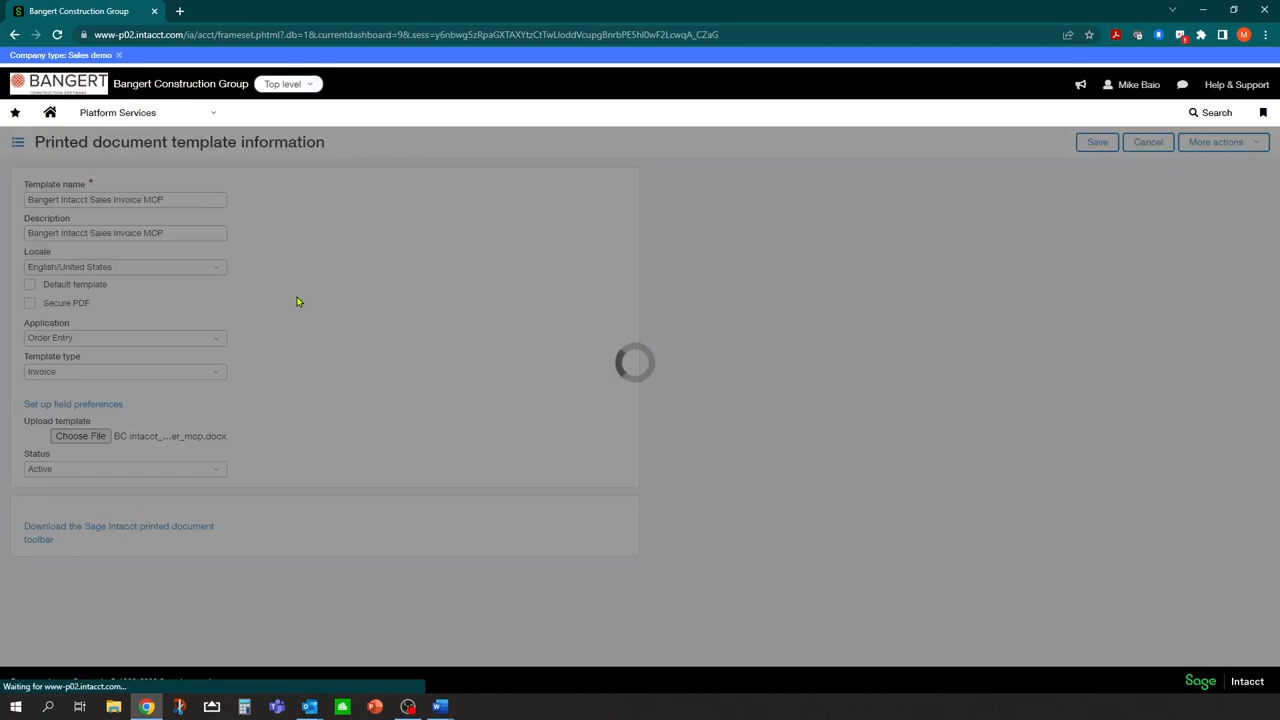 Bangert Construction Group
www-p02.intacct.com/ia/acct/frameset.phtml?.db=1&currentdashboard=9&.sess=y6nbwg5zRpaGXTAXYtzCtTwLloddVcupgBnrbPE5hl0wF2LcwqA_CZaG
Company type: Sales demo
BANGERT
CONSTRUCTION SOFTWARE
Bangert Construction Group
Top level
Mike Baio
Help & Support
Platform Services
Search
Printed document template information
Save
Cancel
More actions
Template name *
Bangert Intacct Sales Invoice MCP
Description
Bangert Intacct Sales Invoice MCP
Locale
English/United States
Default template
Secure PDF
Application
Order Entry
Template type
Invoice
Set up field preferences
Upload template
Choose File BC intacct_...er_mcp.docx
Status
Active
Download the Sage Intacct printed document
toolbar
Waiting for www-p02.intacct.com...
Sage Intacct